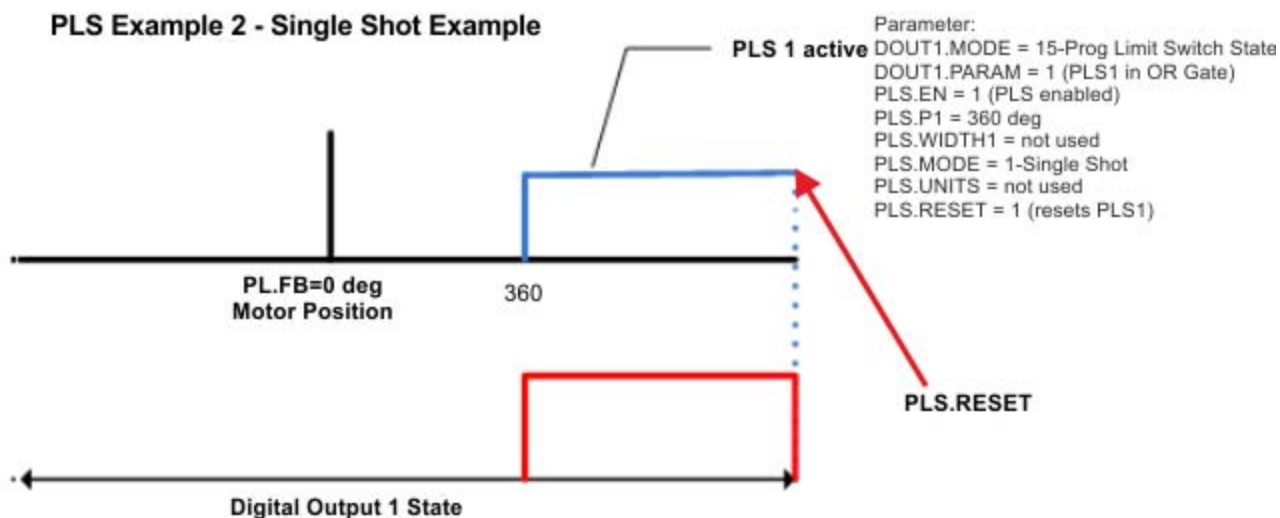 PLS Example 2 - Single Shot Example
PLS 1 active
Parameter:
DOUT1.MODE = 15-Prog Limit Switch State
DOUT1.PARAM = 1 (PLS1 in OR Gate)
PLS.EN = 1 (PLS enabled)
PLS.P1 = 360 deg
PLS.WIDTH1 = not used
PLS.MODE = 1-Single Shot
PLS.UNITS = not used
PLS.RESET = 1 (resets PLS1)
PL.FB=0 deg
Motor Position
360
PLS.RESET
Digital Output 1 State